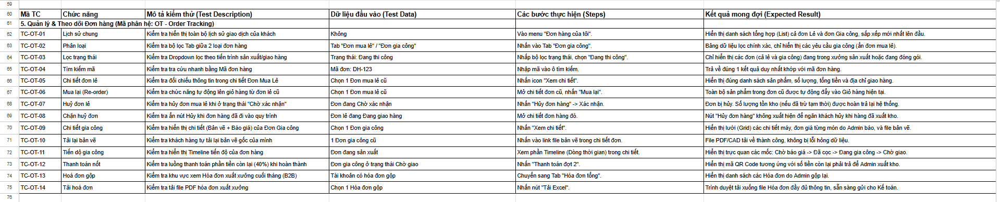 59
60 Mã TC Chức năng Mô tả kiểm thử (Test Description) Dữ liệu đầu vào (Test Data) Các bước thực hiện (Steps) Kết quả mong đợi (Expected Result)
61 5. Quản lý & Theo dõi Đơn hàng (Mã phân hệ: OT - Order Tracking)
62 TC-OT-01 Lịch sử chung Kiểm tra hiển thị toàn bộ lịch sử giao dịch của khách Không Vào menu "Đơn hàng của tôi". Hiển thị danh sách tổng hợp (List) cả đơn Lẻ và đơn Gia công, sắp xếp mới nhất lên đầu.
63 TC-OT-02 Phân loại Kiểm tra bộ lọc Tab giữa 2 loại đơn hàng Tab "Đơn mua lẻ" / "Đơn gia công" Nhấn vào Tab "Đơn gia công". Bảng dữ liệu lọc chính xác, chỉ hiển thị các yêu cầu gia công (ẩn đơn mua lẻ).
64 TC-OT-03 Lọc trạng thái Kiểm tra Dropdown lọc theo tiến trình sản xuất/giao hàng Trạng thái: Đang thi công Nhấp bộ lọc trạng thái, chọn "Đang thi công". Chỉ hiển thị các đơn (cả lẻ và gia công) đang trong xưởng sản xuất hoặc đang đóng gói.
65 TC-OT-04 Tìm kiếm mã Kiểm tra tra cứu nhanh bằng Mã đơn hàng Mã đơn: DH-123 Nhập mã vào ô tìm kiếm. Trả về đúng 1 kết quả duy nhất khớp với mã đơn hàng.
66 TC-OT-05 Chi tiết đơn lẻ Kiểm tra đối chiếu thông tin trong chi tiết Đơn Mua Lẻ Chọn 1 Đơn mua lẻ cũ Nhấn icon "Xem chi tiết". Hiển thị đúng danh sách sản phẩm, số lượng, tổng tiền và địa chỉ giao hàng.
67 TC-OT-06 Mua lại (Re-order) Kiểm tra chức năng tự động lên giỏ hàng từ đơn lẻ cũ Chọn 1 Đơn mua lẻ cũ Mở chi tiết đơn cũ, nhấn "Mua lại". Toàn bộ sản phẩm trong đơn cũ được tự động đẩy vào Giỏ hàng hiện tại.
68 TC-OT-07 Huỷ đơn lẻ Kiểm tra hủy đơn mua lẻ khi ở trạng thái "Chờ xác nhận" Đơn đang Chờ xác nhận Nhấn "Hủy đơn hàng" -> Xác nhận. Đơn bị hủy. Số lượng tồn kho (nếu đã trừ tạm thời) được hoàn trả lại hệ thống.
69 TC-OT-08 Chặn huỷ đơn Kiểm tra ẩn nút Hủy khi đơn hàng đã đi vào quy trình Đơn lẻ đang Đang giao hàng Mở chi tiết đơn hàng đó. Nút "Hủy đơn hàng" không xuất hiện để ngăn khách hủy khi hàng đã xuất kho.
70 TC-OT-09 Chi tiết gia công Kiểm tra hiển thị chi tiết (Bản vẽ + Báo giá) của Đơn Gia công Chọn 1 Đơn gia công Nhấn "Xem chi tiết". Hiển thị lưới (Grid) các chi tiết máy, đơn giá từng món do Admin báo, và file bản vẽ.
71 TC-OT-10 Tải lại bản vẽ Kiểm tra khách hàng tự tải lại bản vẽ gốc của mình 1 Đơn gia công cũ Nhấn vào link file bản vẽ trong chi tiết đơn. File PDF/CAD tải về thành công, không bị lỗi hỏng dữ liệu.
72 TC-OT-11 Tiến dộ gia công Kiểm tra hiển thị Timeline tiến độ của đơn hàng Đơn đang sản xuất Xem phần Timeline (Dòng thời gian) trong chi tiết. Hiển thị trực quan các mốc: Chờ báo giá -> Đã cọc -> Đang gia công -> Chờ giao.
73 TC-OT-12 Thanh toán nốt Kiểm tra luồng thanh toán phần tiền còn lại (40%) khi hoàn thành Đơn gia công ở trạng thái Chờ giao Nhấn "Thanh toán đợt 2". Hiển thị mã QR Code tương ứng với số tiền còn lại phải trả để Admin xuất kho.
74 TC-OT-13 Hoá đơn gộp Kiểm tra khu vực xem Hóa đơn xuất xưởng cuối tháng (B2B) Tài khoản có hóa đơn gộp Chuyển sang Tab "Hóa đơn tổng". Hiển thị danh sách các Hóa đơn do Admin gộp lại.
75 TC-OT-14 Tải hoá đơn Kiểm tra tải file PDF hóa đơn xuất xưởng Chọn 1 Hóa đơn gộp Nhấn nút "Tải Excel". Trình duyệt tải xuống file Hóa đơn đầy đủ thông tin, sẵn sàng gửi cho Kế toán.
76